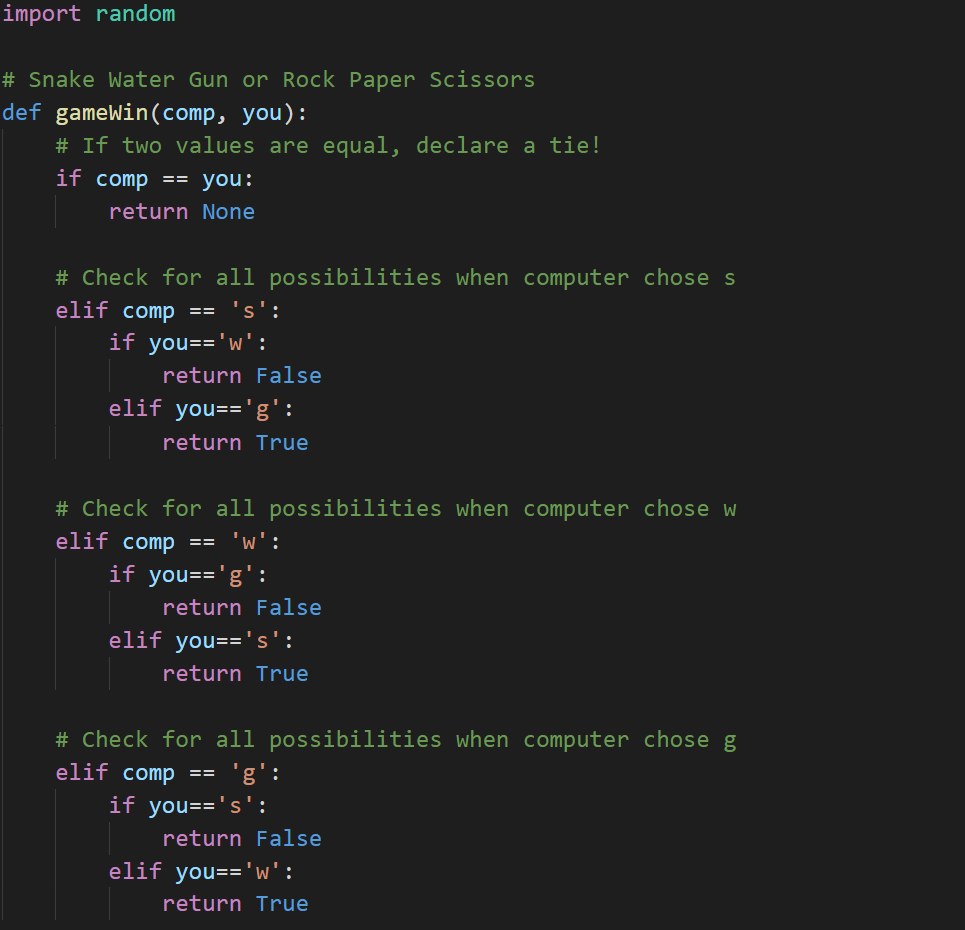 import random
# Snake Water Gun or Rock Paper Scissors
def gameWin(comp, you):
    # If two values are equal, declare a tie!
    if comp == you:
        return None
    # Check for all possibilities when computer chose s
    elif comp == 's':
        if you=='w':
            return False
        elif you=='g':
            return True
    # Check for all possibilities when computer chose w
    elif comp == 'w':
        if you=='g':
            return False
        elif you=='s':
            return True
    # Check for all possibilities when computer chose g
    elif comp == 'g':
        if you=='s':
            return False
        elif you=='w':
            return True